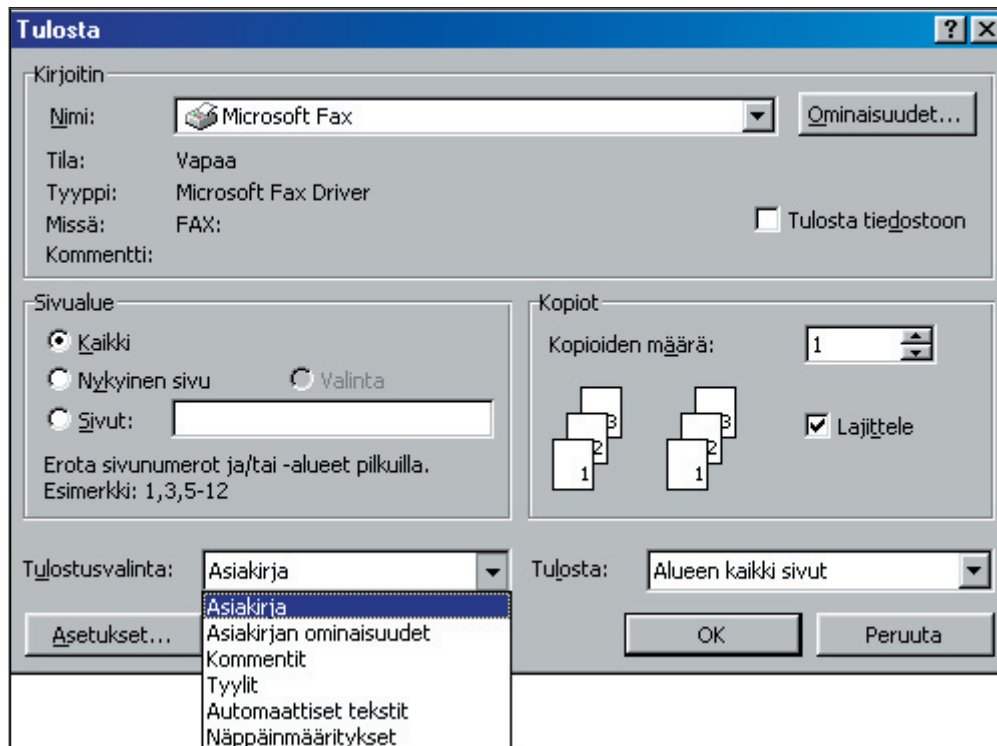 Tulosta
Kirjoitin
Nimi: Microsoft Fax Ominaisuudet...
Tila: Vapaa
Tyyppi: Microsoft Fax Driver
Missä: FAX: Tulosta tiedostoon
Kommentti:
Sivualue
Kaikki
Nykyinen sivu Valinta
Sivut:
Erota sivunumerot ja/tai -alueet pilkuilla.
Esimerkki: 1,3,5-12
Kopiot
Kopioiden määrä: 1
3 3
2 2
1 1
Lajittele
Tulostusvalinta: Asiakirja
Tulosta: Alueen kaikki sivut
Asetukset...
Asiakirja
Asiakirjan ominaisuudet
Kommentit
Tyylit
Automaattiset tekstit
Näppäinmääritykset
OK Peruuta